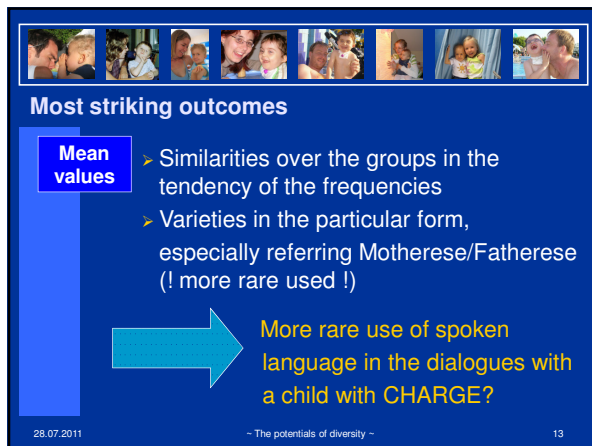 Most striking outcomes
Mean
values
➢ Similarities over the groups in the
tendency of the frequencies
➢ Varieties in the particular form,
especially referring Motherese/Fatherese
(! more rare used !)
More rare use of spoken
language in the dialogues with
a child with CHARGE?
28.07.2011 ~ The potentials of diversity ~ 13